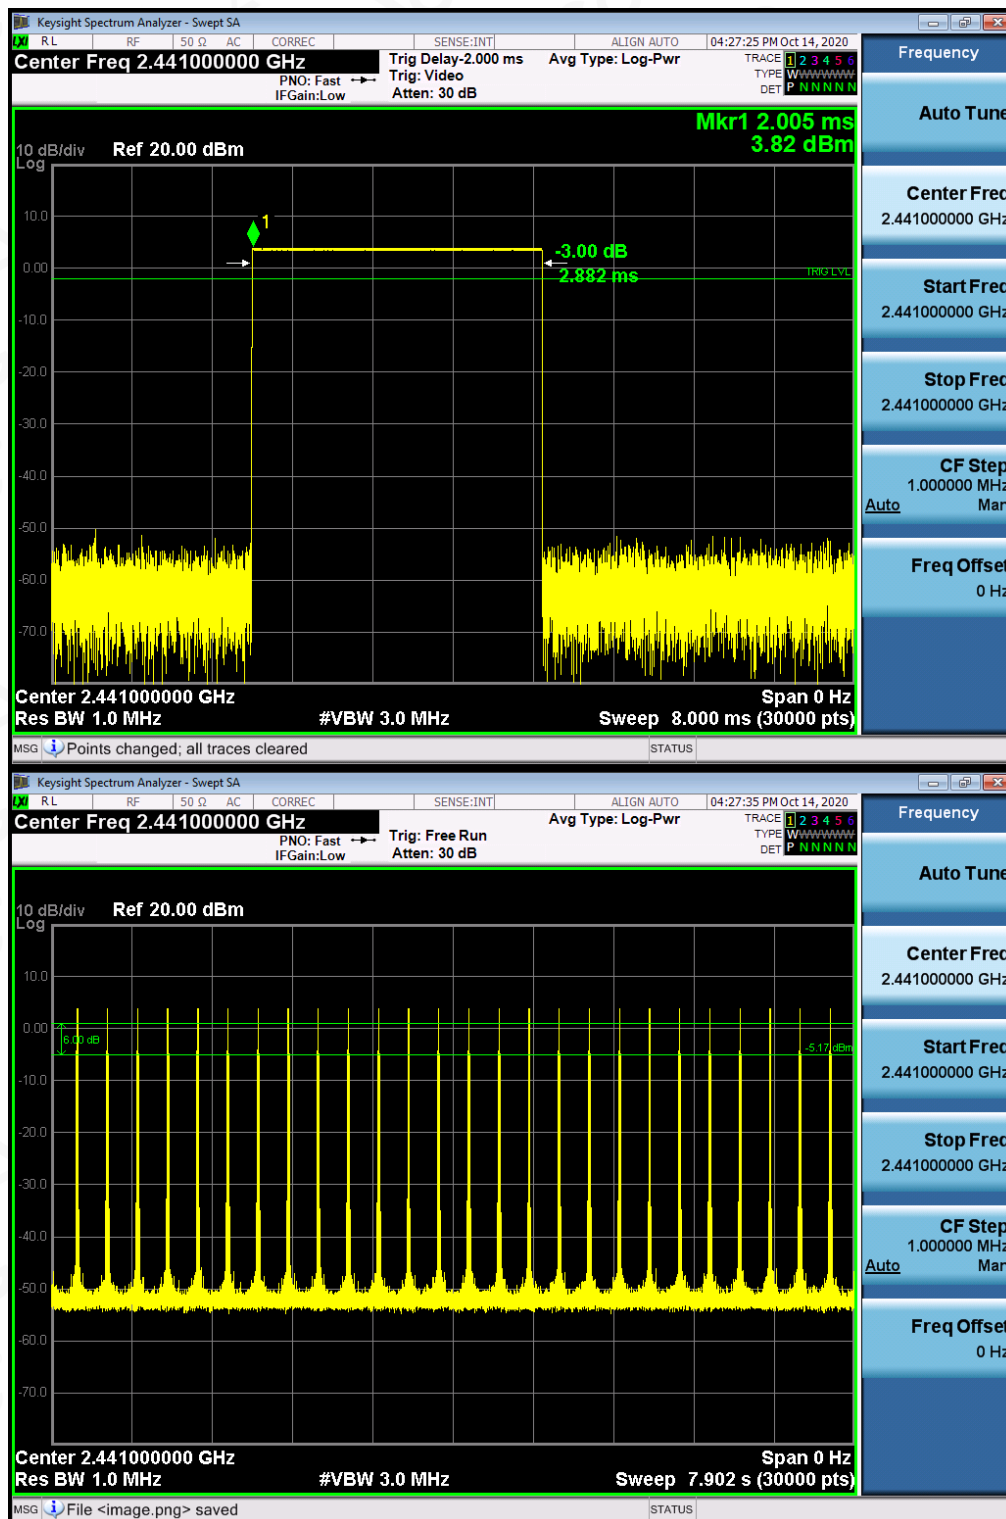 Keysight Spectrum Analyzer - Swept SA
LXI RL RF 50 Ω AC CORREC SENSE:INT ALIGN AUTO 04:27:25 PM Oct 14, 2020
Center Freq 2.441000000 GHz
PNO: Fast
IFGain:Low
Trig Delay-2.000 ms
Trig: Video
Atten: 30 dB
Avg Type: Log-Pwr
TRACE 1 2 3 4 5 6
TYPE WWWWWWW
DET P N N N N N
Mkr1 2.005 ms
3.82 dBm
10 dB/div Ref 20.00 dBm
Log
10.0
0.00
-10.0
-20.0
-30.0
-40.0
-50.0
-60.0
-70.0
1
-3.00 dB
2.882 ms
TRIG LVL
Center 2.441000000 GHz Span 0 Hz
Res BW 1.0 MHz #VBW 3.0 MHz Sweep 8.000 ms (30000 pts)
MSG Points changed; all traces cleared STATUS
Frequency
Auto Tune
Center Freq
2.441000000 GHz
Start Freq
2.441000000 GHz
Stop Freq
2.441000000 GHz
CF Step
1.000000 MHz
Auto Man
Freq Offset
0 Hz
Keysight Spectrum Analyzer - Swept SA
LXI RL RF 50 Ω AC CORREC SENSE:INT ALIGN AUTO 04:27:35 PM Oct 14, 2020
Center Freq 2.441000000 GHz
PNO: Fast
IFGain:Low
Trig: Free Run
Atten: 30 dB
Avg Type: Log-Pwr
TRACE 1 2 3 4 5 6
TYPE WWWWWWW
DET P N N N N N
10 dB/div Ref 20.00 dBm
Log
10.0
0.00
-10.0
-20.0
-30.0
-40.0
-50.0
-60.0
-70.0
6.00 dB
-5.17 dBm
Center 2.441000000 GHz Span 0 Hz
Res BW 1.0 MHz #VBW 3.0 MHz Sweep 7.902 s (30000 pts)
MSG File <image.png> saved STATUS
Frequency
Auto Tune
Center Freq
2.441000000 GHz
Start Freq
2.441000000 GHz
Stop Freq
2.441000000 GHz
CF Step
1.000000 MHz
Auto Man
Freq Offset
0 Hz